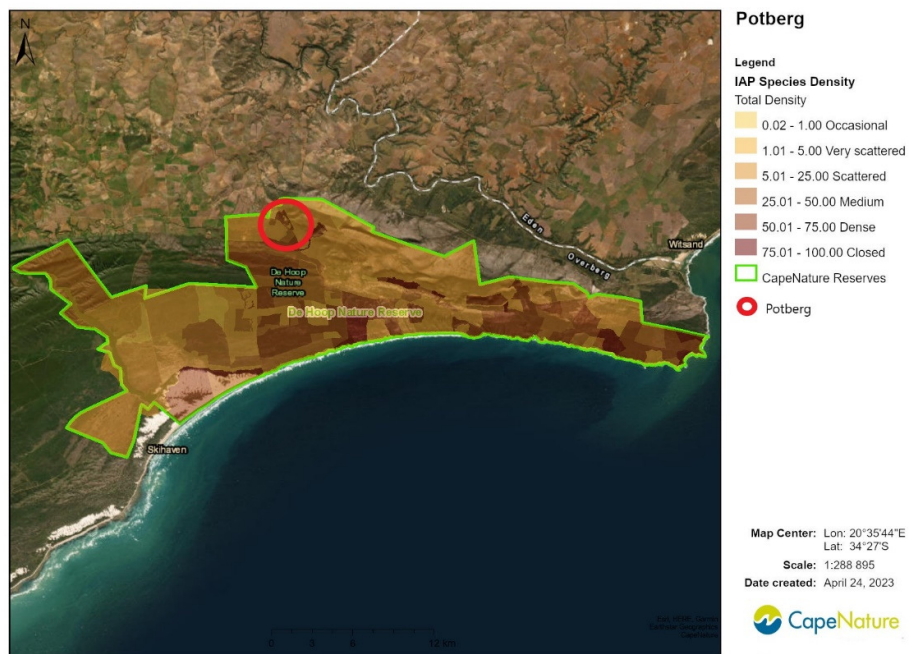 Potberg
Legend
IAP Species Density
Total Density
0.02 - 1.00 Occasional
1.01 - 5.00 Very scattered
5.01 - 25.00 Scattered
25.01 - 50.00 Medium
50.01 - 75.00 Dense
75.01 - 100.00 Closed
CapeNature Reserves
Potberg
N
Eden
Overberg
Witsand
De Hoop
Nature
Reserve
De Hoop Nature Reserve
Skihaven
12 km
Map Center: Lon: 20°35'44"E
Lat: 34°27'S
Scale: 1:288 895
Date created: April 24, 2023
CapeNature